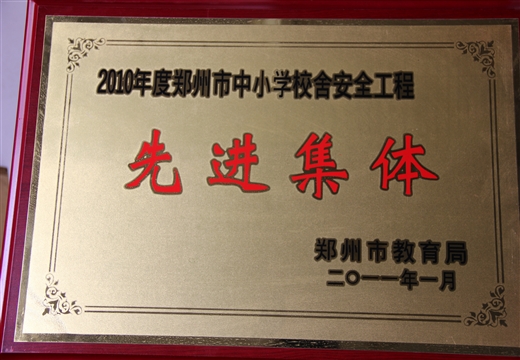 2010年度郑州市中小学校舍安全工程
先进集体
郑州市教育局
二〇一一年一月